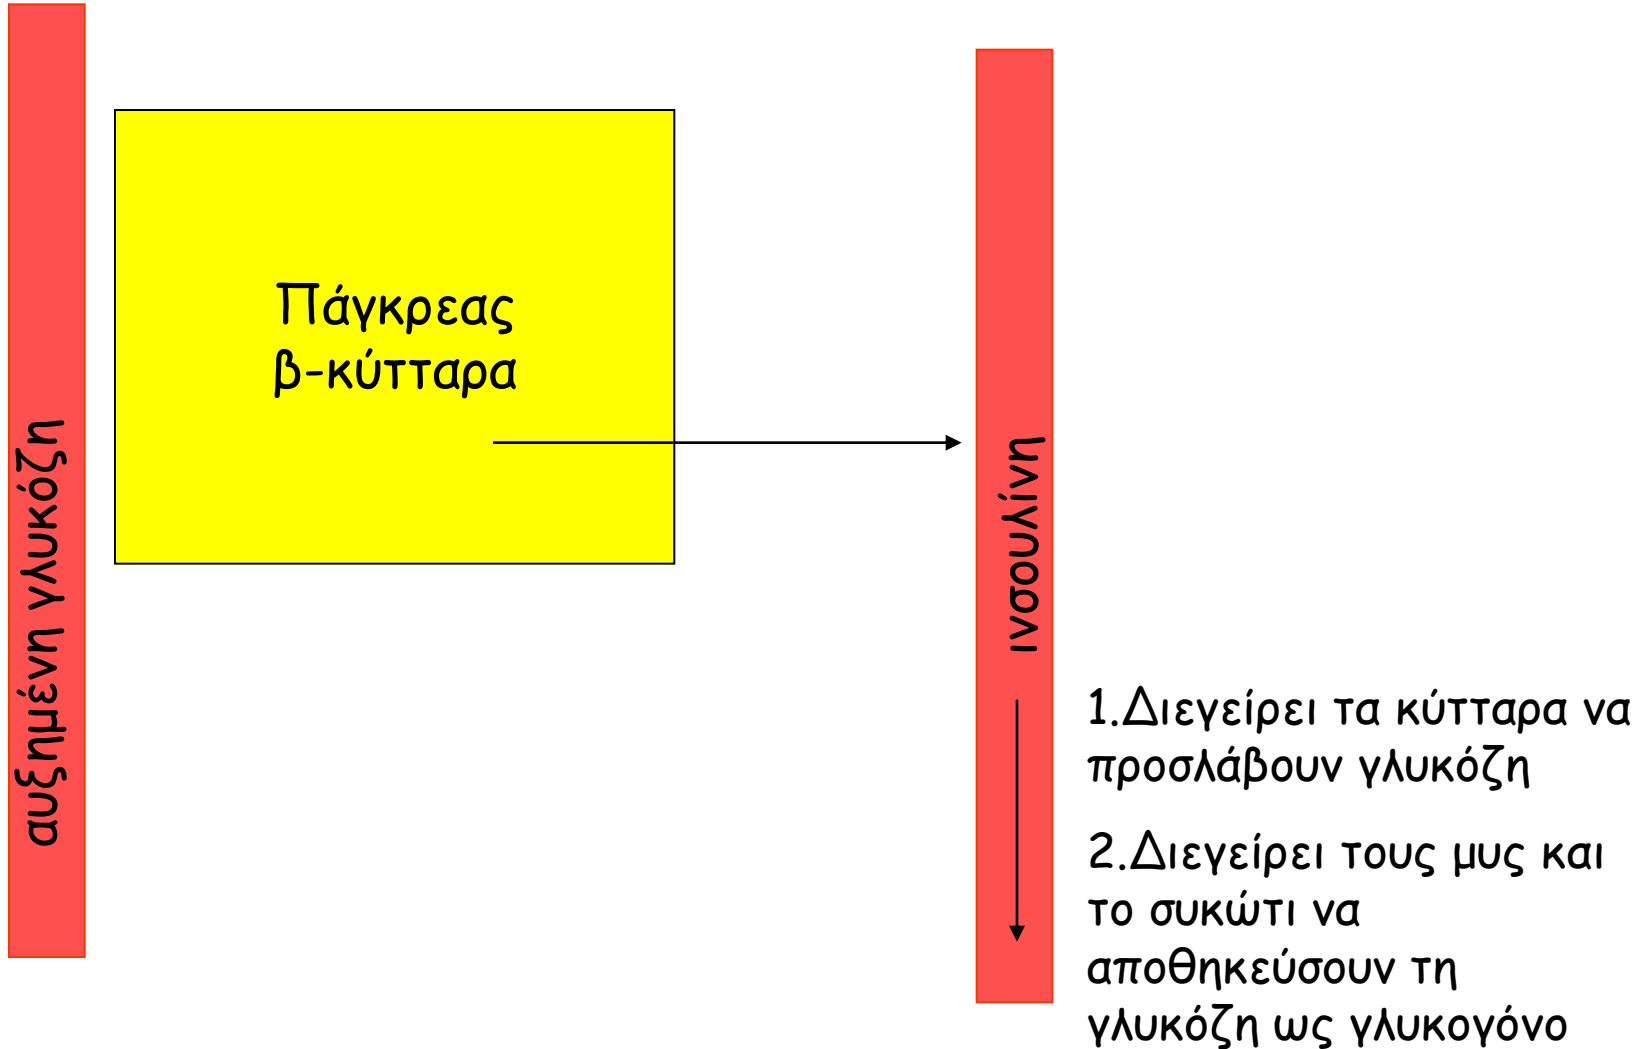 αυξημένη γλυκόζη
Πάγκρεας
β-κύτταρα
ινσουλίνη
1.Διεγείρει τα κύτταρα να
προσλάβουν γλυκόζη
2.Διεγείρει τους μυς και
το συκώτι να
αποθηκεύσουν τη
γλυκόζη ως γλυκογόνο